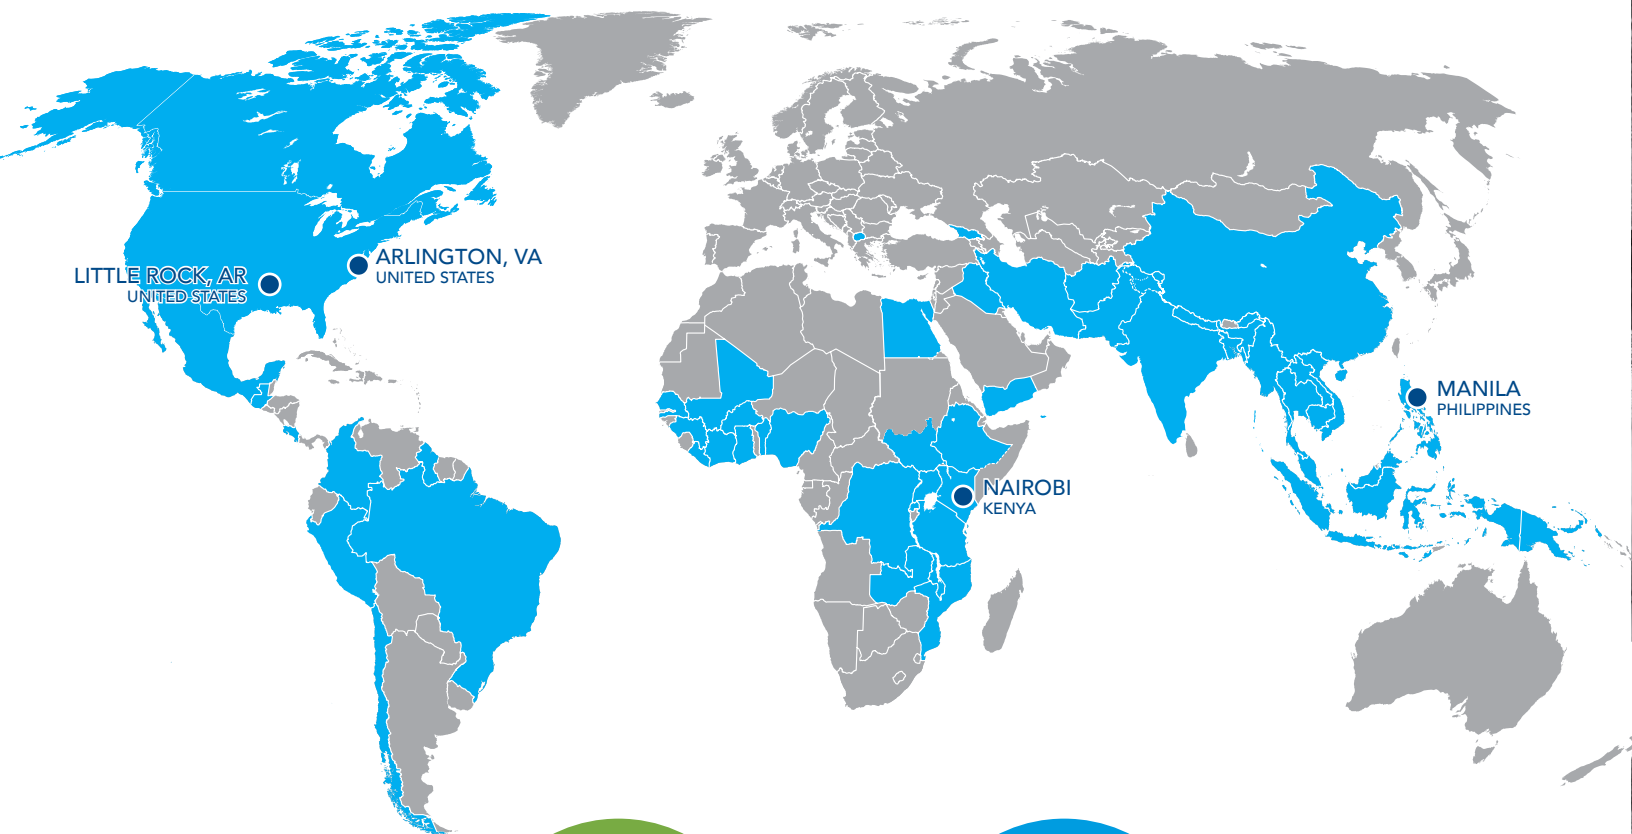 LITTLE ROCK, AR
UNITED STATES
ARLINGTON, VA
UNITED STATES
MANILA
PHILIPPINES
NAIROBI
KENYA